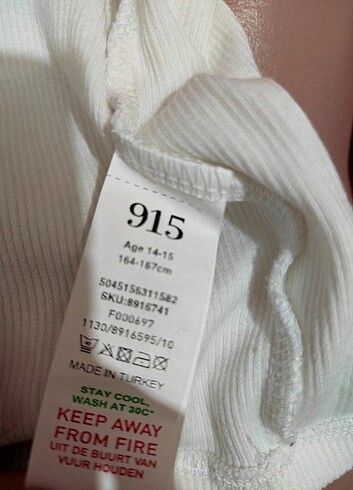 915
Age 14-15
164-167cm
5045156311582
SKU:8916741
F000697
1130/8916595/10
MADE IN TURKEY
STAY COOL,
WASH AT 30C°
KEEP AWAY
FROM FIRE
UIT DE BUURT VAN
VUUR HOUDEN